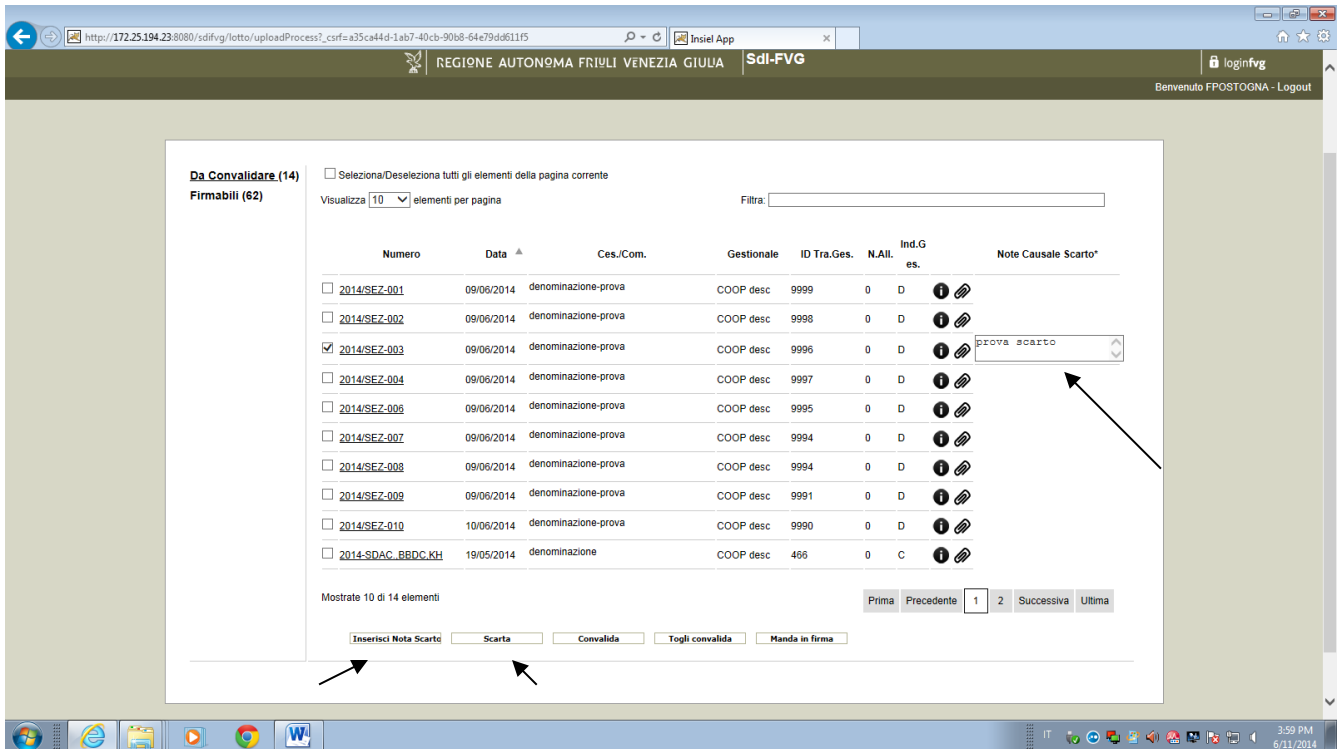 http://172.25.194.23:8080/sdifvg/lotto/uploadProcess?_csrf=a35ca44d-1ab7-40cb-90b8-64e79dd611f5
Insiel App
REGIONE AUTONOMA FRIULI VENEZIA GIULIA SdI-FVG
loginfvg
Benvenuto FPOSTOGNA - Logout
Da Convalidare (14)
Firmabili (62)
Seleziona/Deseleziona tutti gli elementi della pagina corrente
Visualizza 10 elementi per pagina Filtra:
Numero Data Ces./Com. Gestionale ID Tra.Ges. N.All. Ind.G es. Note Causale Scarto*
2014/SEZ-001 09/06/2014 denominazione-prova COOP desc 9999 0 D
2014/SEZ-002 09/06/2014 denominazione-prova COOP desc 9998 0 D
2014/SEZ-003 09/06/2014 denominazione-prova COOP desc 9996 0 D prova scarto
2014/SEZ-004 09/06/2014 denominazione-prova COOP desc 9997 0 D
2014/SEZ-006 09/06/2014 denominazione-prova COOP desc 9995 0 D
2014/SEZ-007 09/06/2014 denominazione-prova COOP desc 9994 0 D
2014/SEZ-008 09/06/2014 denominazione-prova COOP desc 9994 0 D
2014/SEZ-009 09/06/2014 denominazione-prova COOP desc 9991 0 D
2014/SEZ-010 10/06/2014 denominazione-prova COOP desc 9990 0 D
2014-SDAC.,BBDC,KH 19/05/2014 denominazione COOP desc 466 0 C
Mostrate 10 di 14 elementi
Prima Precedente 1 2 Successiva Ultima
Inserisci Nota Scarto Scarta Convalida Togli convalida Manda in firma
IT
3:59 PM
6/11/2014